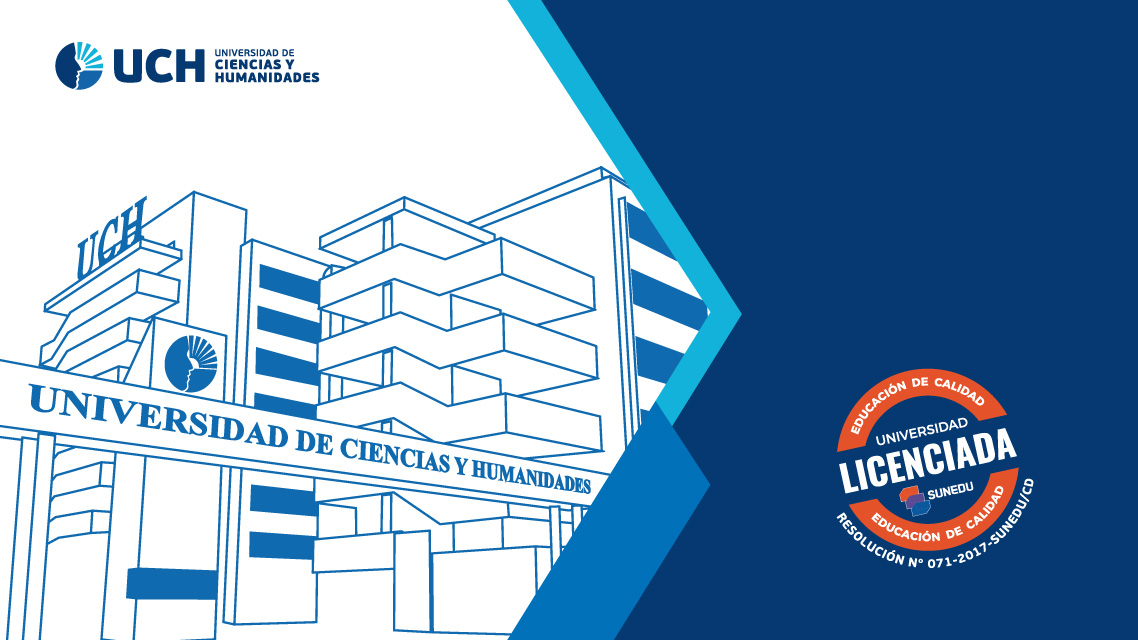 UCH
UNIVERSIDAD DE
CIENCIAS Y
HUMANIDADES
UCH
UNIVERSIDAD DE CIENCIAS Y HUMANIDADES
EDUCACIÓN DE CALIDAD
UNIVERSIDAD
LICENCIADA
SUNEDU
EDUCACIÓN DE CALIDAD
RESOLUCIÓN Nº 071-2017-SUNEDU/CD